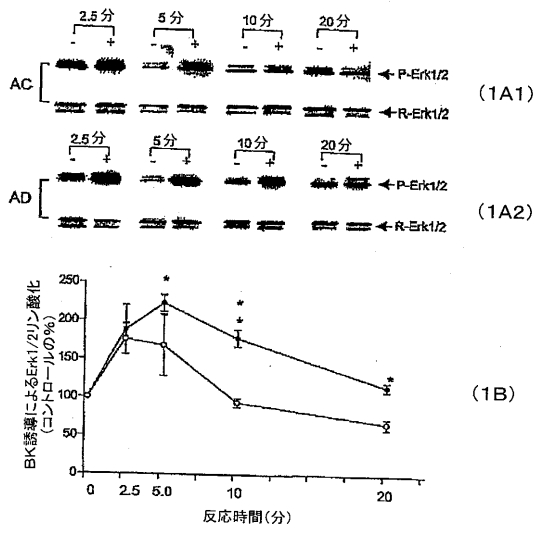 2.5分 5分 10分 20分
- + - + - + - +
AC P-Erk1/2
R-Erk1/2
(1A1)
2.5分 5分 10分 20分
- + - + - + - +
AD P-Erk1/2
R-Erk1/2
(1A2)
BK誘導によるErk1/2リン酸化
(コントロールの%)
250
200
150
100
50
0
*
*
*
*
(1B)
0 2.5 5.0 10 20
反応時間(分)